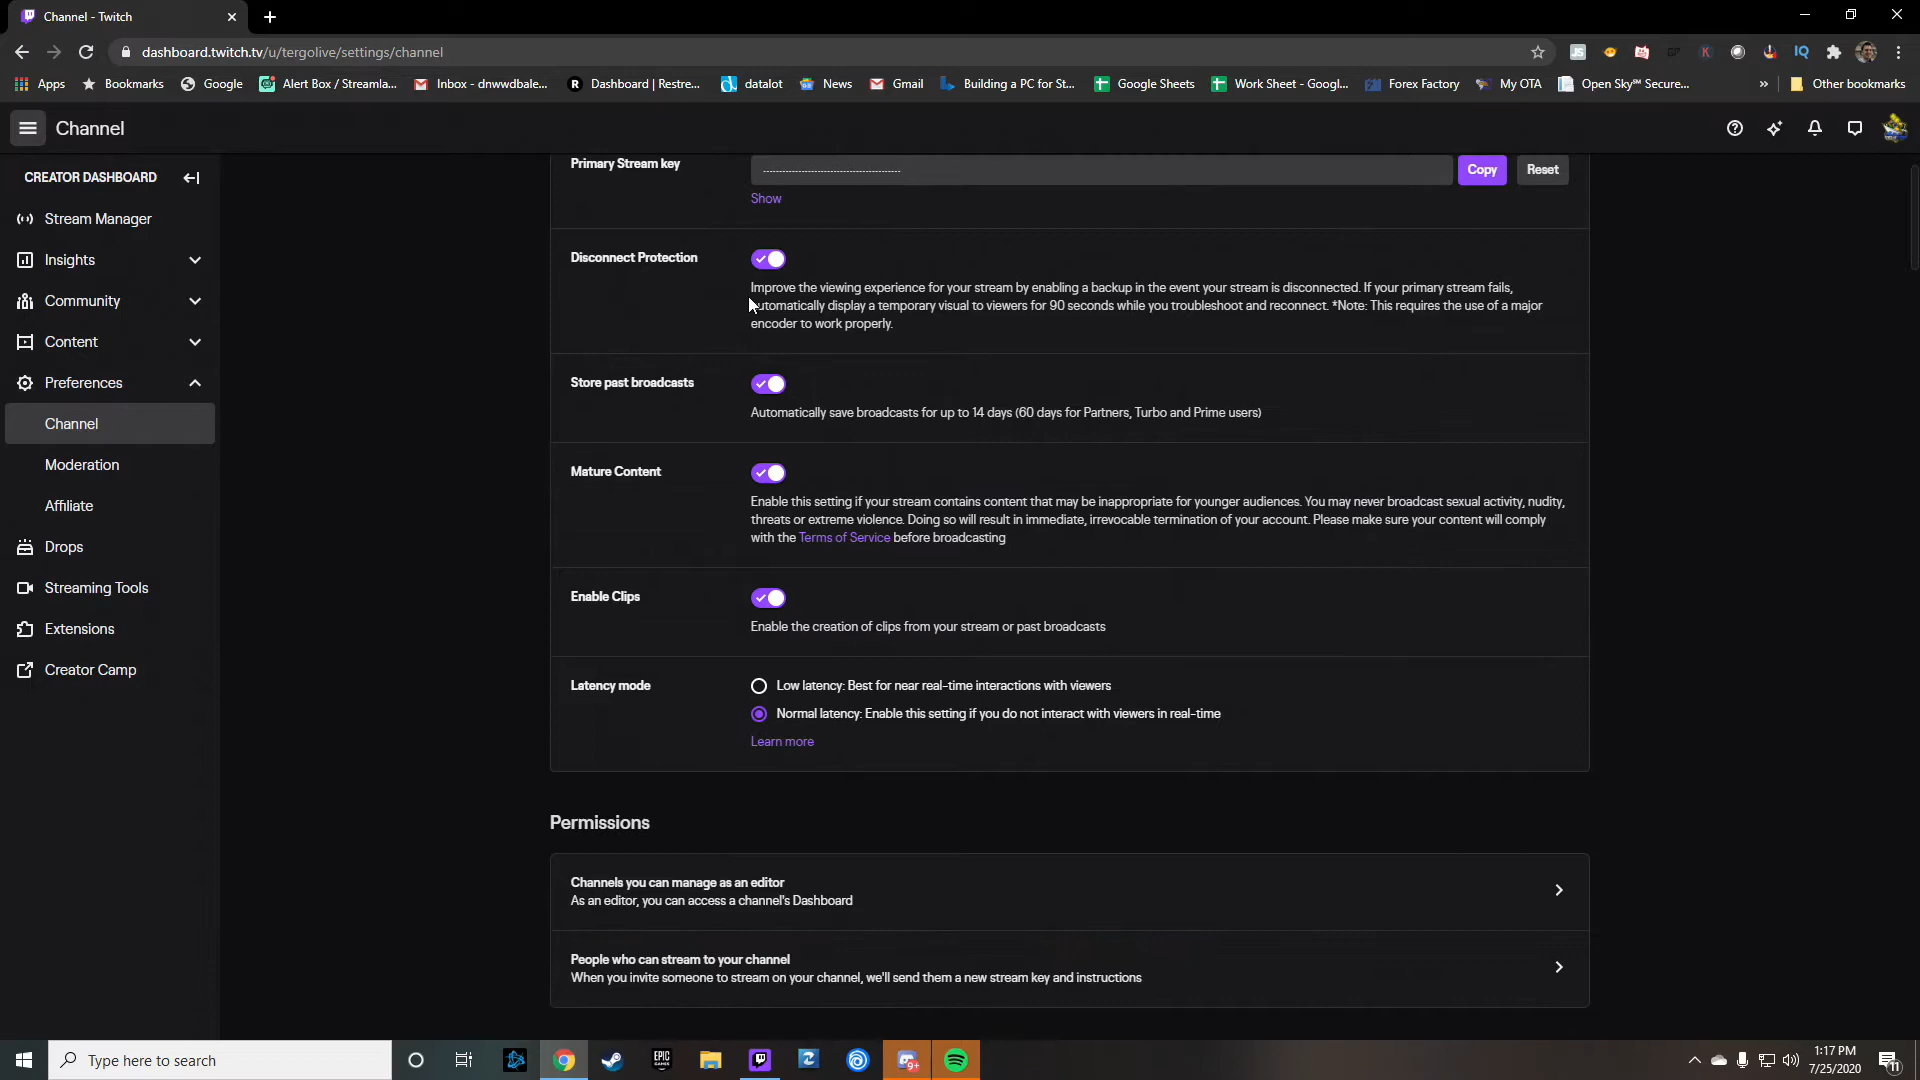 Channel - Twitch
dashboard.twitch.tv/u/tergolive/settings/channel
Apps
Bookmarks
Google
Alert Box / Streamla...
Inbox - dnwwdbale...
Dashboard | Restre...
datalot
News
Gmail
Building a PC for St...
Google Sheets
Work Sheet - Googl...
Forex Factory
My OTA
Open Sky℠ Secure...
»
Other bookmarks
Channel
CREATOR DASHBOARD
Stream Manager
Insights
Community
Content
Preferences
Channel
Moderation
Affiliate
Drops
Streaming Tools
Extensions
Creator Camp
Primary Stream key
Copy
Reset
Show
Disconnect Protection
Improve the viewing experience for your stream by enabling a backup in the event your stream is disconnected. If your primary stream fails,
automatically display a temporary visual to viewers for 90 seconds while you troubleshoot and reconnect. *Note: This requires the use of a major
encoder to work properly.
Store past broadcasts
Automatically save broadcasts for up to 14 days (60 days for Partners, Turbo and Prime users)
Mature Content
Enable this setting if your stream contains content that may be inappropriate for younger audiences. You may never broadcast sexual activity, nudity,
threats or extreme violence. Doing so will result in immediate, irrevocable termination of your account. Please make sure your content will comply
with the Terms of Service before broadcasting
Enable Clips
Enable the creation of clips from your stream or past broadcasts
Latency mode
Low latency: Best for near real-time interactions with viewers
Normal latency: Enable this setting if you do not interact with viewers in real-time
Learn more
Permissions
Channels you can manage as an editor
As an editor, you can access a channel's Dashboard
People who can stream to your channel
When you invite someone to stream on your channel, we'll send them a new stream key and instructions
Type here to search
1:17 PM
7/25/2020